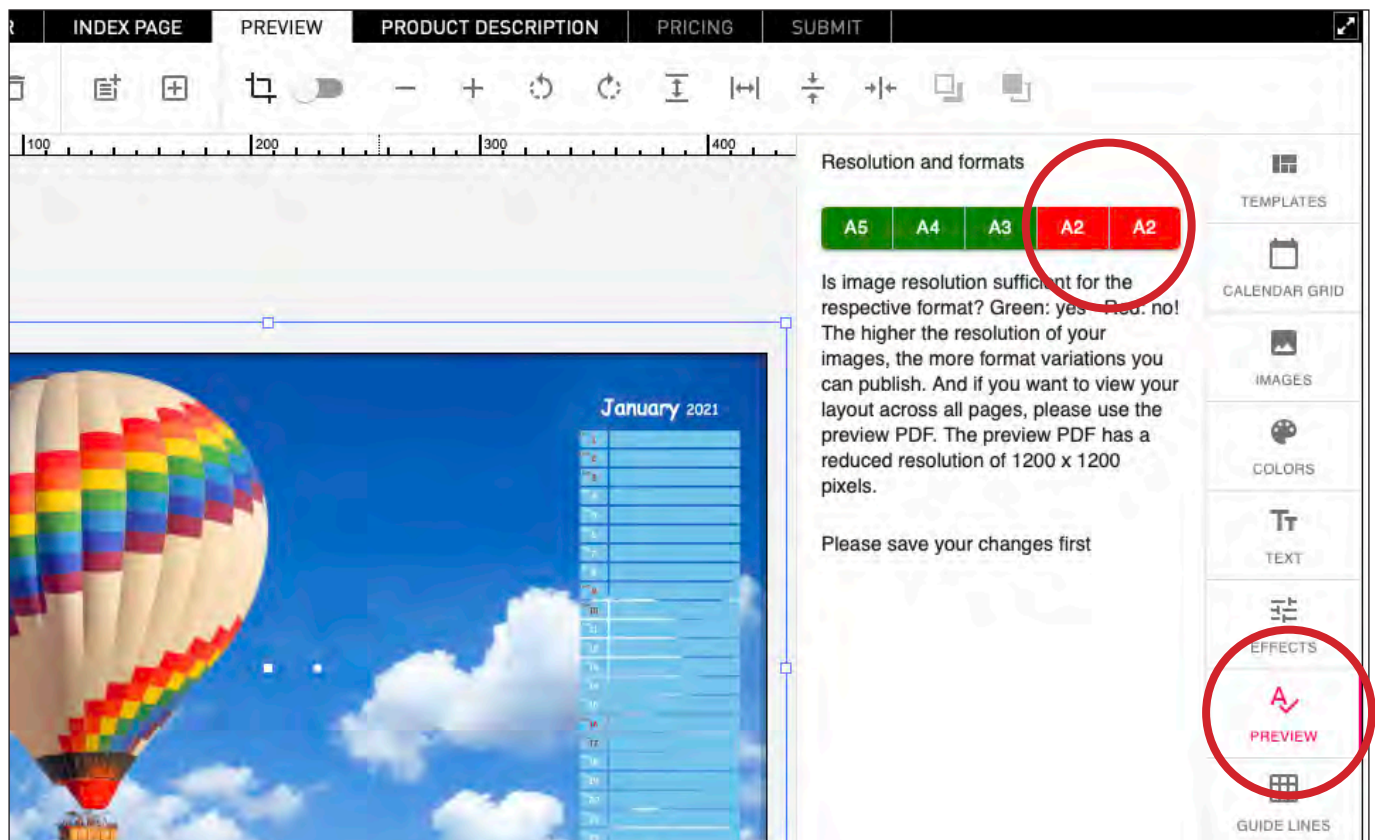 INDEX PAGE
PREVIEW
PRODUCT DESCRIPTION
PRICING
SUBMIT
100
200
300
400
Resolution and formats
A5 A4 A3 A2 A2
Is image resolution sufficient for the
respective format? Green: yes - Red: no!
The higher the resolution of your
images, the more format variations you
can publish. And if you want to view your
layout across all pages, please use the
preview PDF. The preview PDF has a
reduced resolution of 1200 x 1200
pixels.
Please save your changes first
TEMPLATES
CALENDAR GRID
IMAGES
COLORS
TEXT
EFFECTS
PREVIEW
GUIDE LINES
January 2021